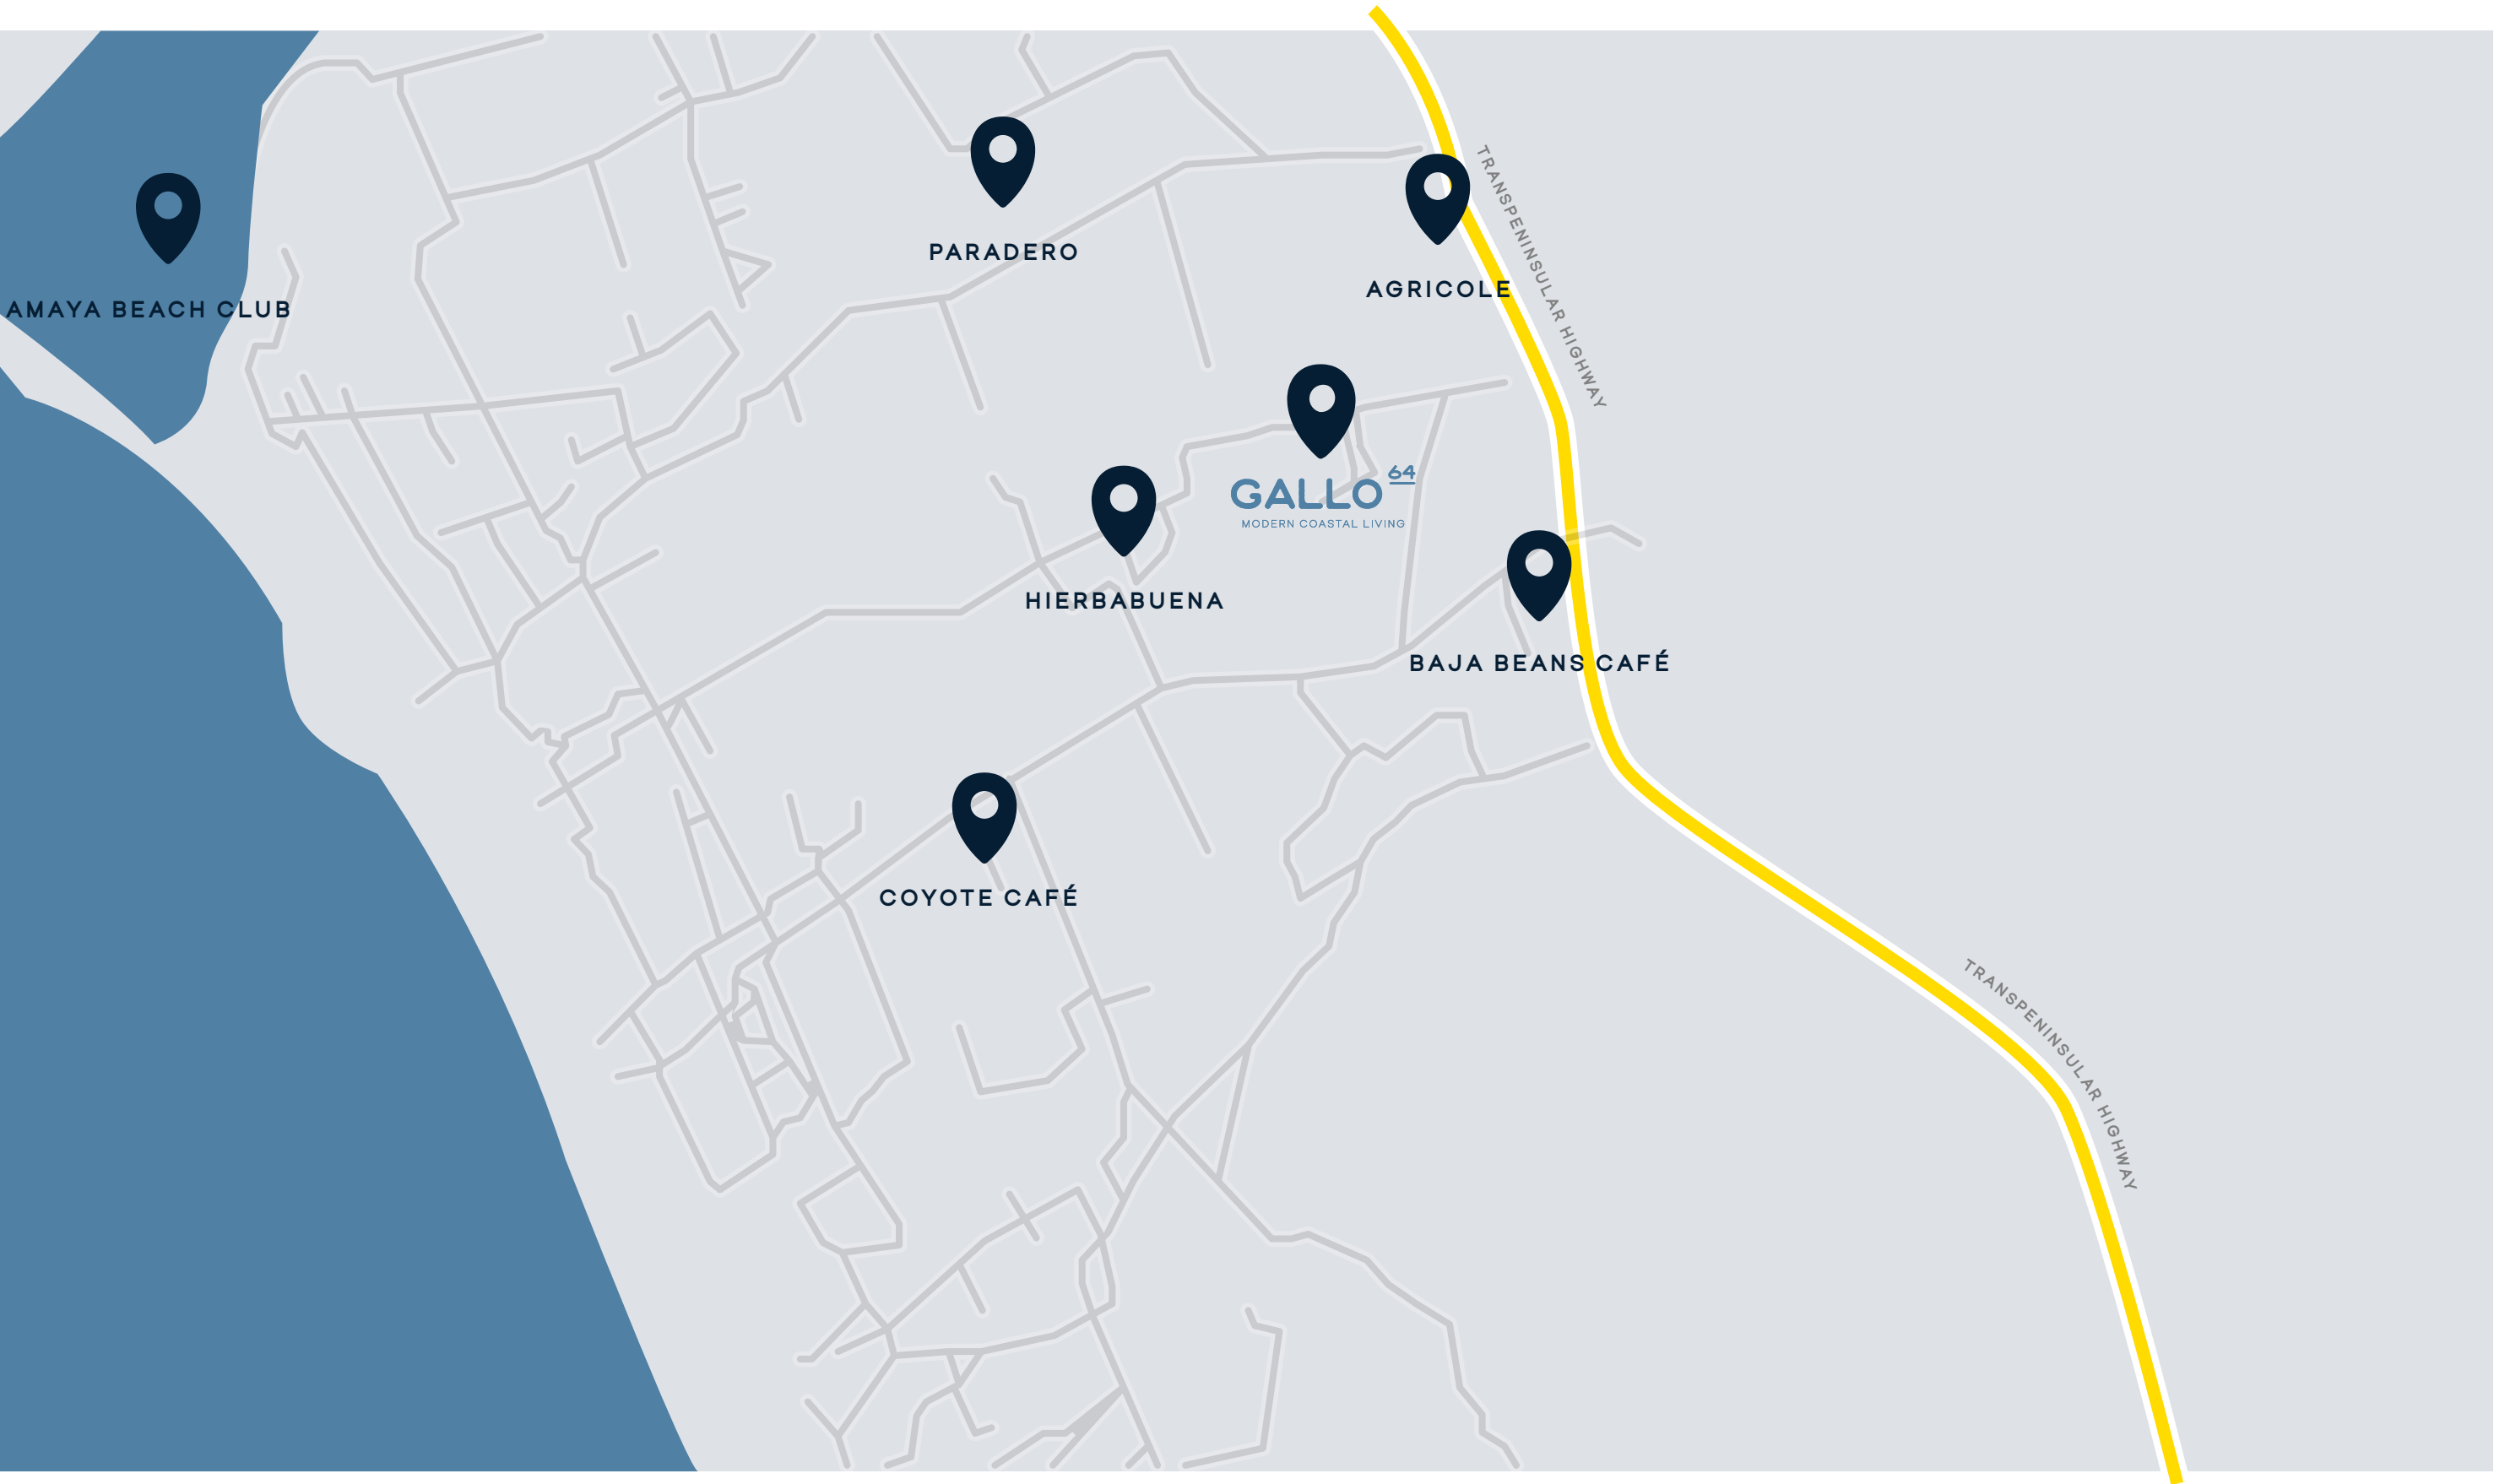 TRANSPENINSULAR HIGHWAY
PARADERO
AGRICOLE
AMAYA BEACH CLUB
GALLO 64
MODERN COASTAL LIVING
HIERBABUENA
BAJA BEANS CAFÉ
COYOTE CAFÉ
TRANSPENINSULAR HIGHWAY